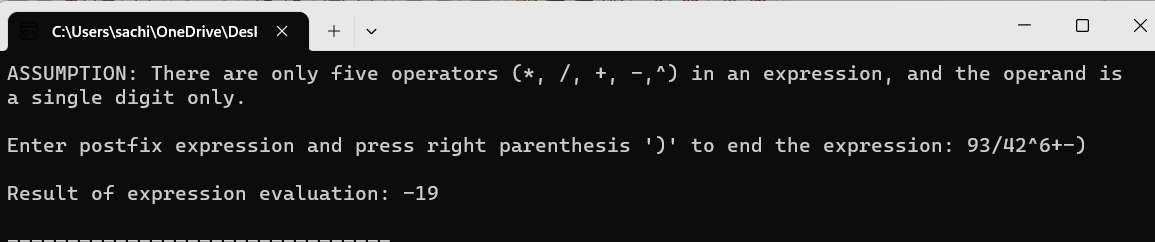 C:\Users\sachi\OneDrive\Desl
ASSUMPTION: There are only five operators (*, /, +, -,^) in an expression, and the operand is
a single digit only.
Enter postfix expression and press right parenthesis ')' to end the expression: 93/42^6+-)
Result of expression evaluation: -19
--------------------------------